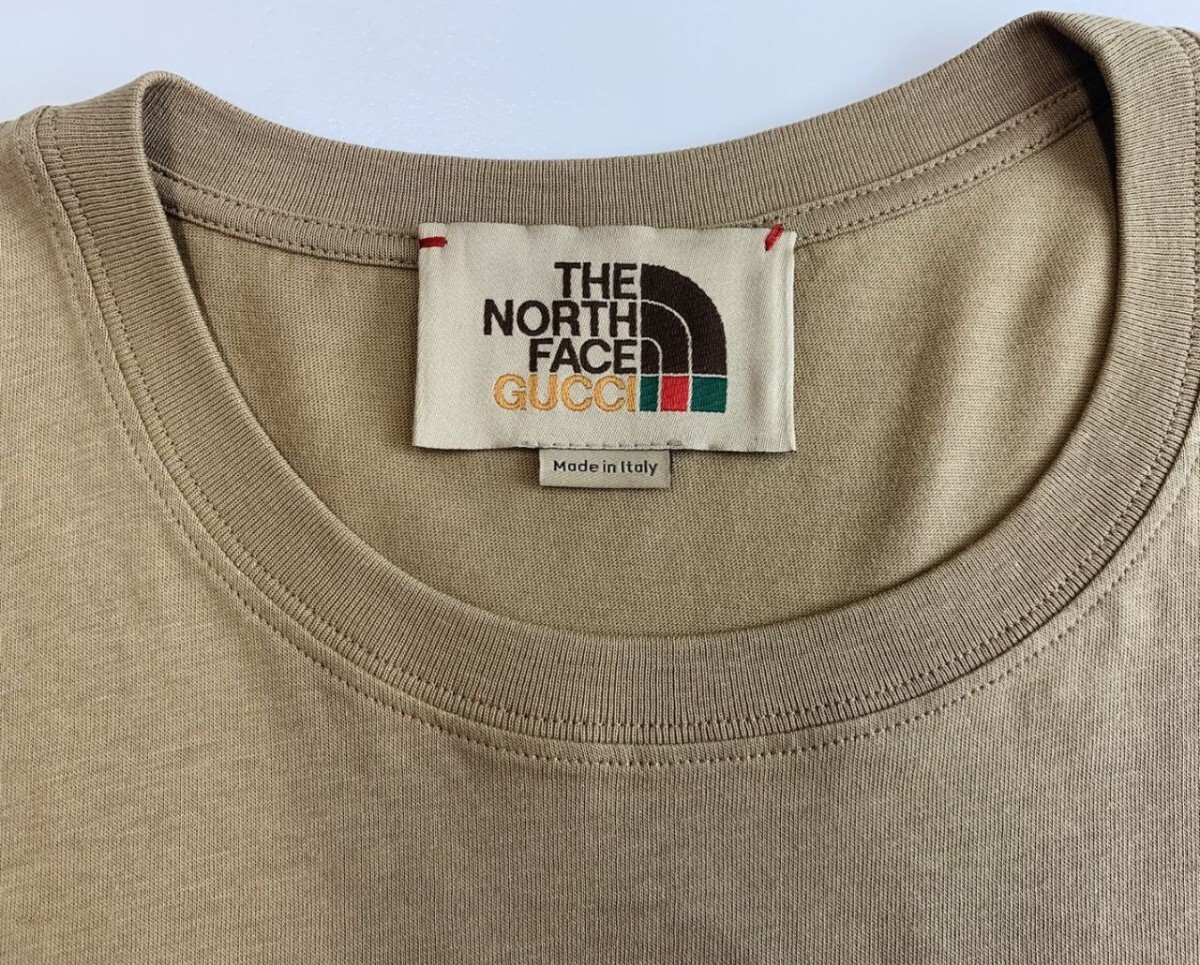 THE
NORTH
FACE
GUCCI
Made in Italy